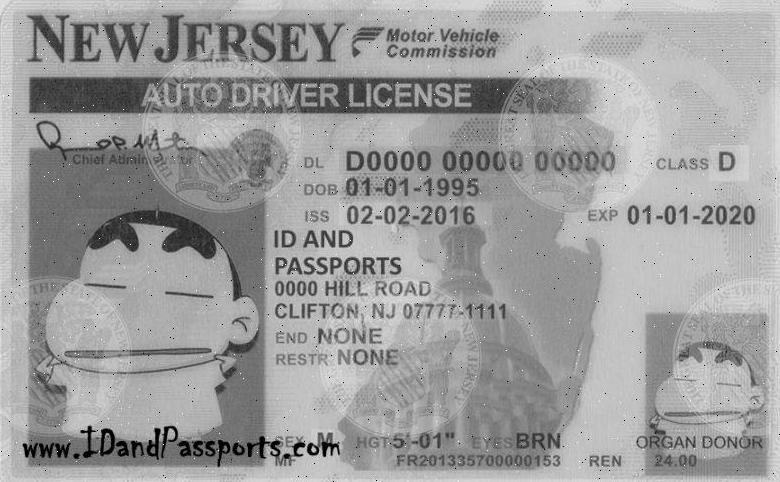 NEW JERSEY Motor Vehicle Commission
AUTO DRIVER LICENSE
Chief Administrator
DL D0000 00000 00000 CLASS D
DOB 01-01-1995
ISS 02-02-2016 EXP 01-01-2020
ID AND
PASSPORTS
0000 HILL ROAD
CLIFTON, NJ 07777-1111
END NONE
RESTR NONE
www.IDandPassports.com
SEX M HGT 5'-01" EYES BRN ORGAN DONOR
MF FR201335700000153 REN 24.00